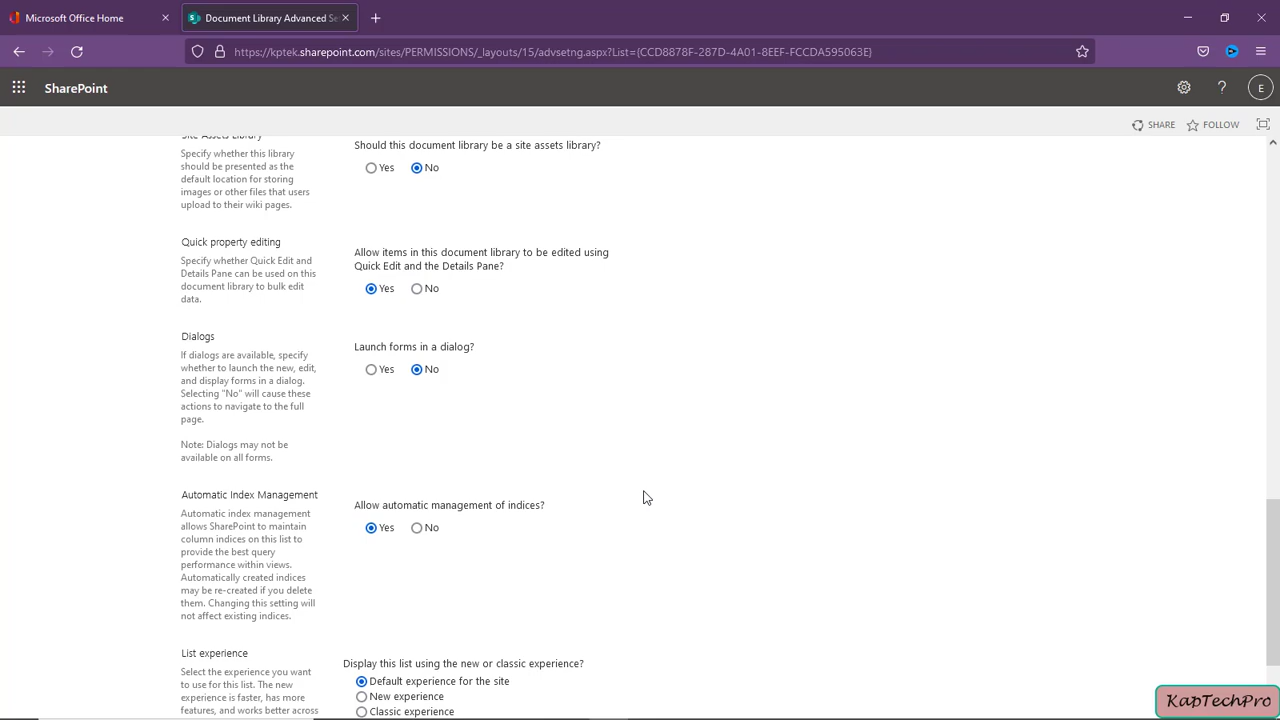 Microsoft Office Home
Document Library Advanced Se
https://kptek.sharepoint.com/sites/PERMISSIONS/_layouts/15/advsetng.aspx?List={CCD8878F-287D-4A01-8EEF-FCCDA595063E}
SharePoint
E
SHARE
FOLLOW
Site Assets Library
Specify whether this library
should be presented as the
default location for storing
images or other files that users
upload to their wiki pages.
Should this document library be a site assets library?
Yes No
Quick property editing
Specify whether Quick Edit and
Details Pane can be used on this
document library to bulk edit
data.
Allow items in this document library to be edited using
Quick Edit and the Details Pane?
Yes No
Dialogs
If dialogs are available, specify
whether to launch the new, edit,
and display forms in a dialog.
Selecting "No" will cause these
actions to navigate to the full
page.
Note: Dialogs may not be
available on all forms.
Launch forms in a dialog?
Yes No
Automatic Index Management
Automatic index management
allows SharePoint to maintain
column indices on this list to
provide the best query
performance within views.
Automatically created indices
may be re-created if you delete
them. Changing this setting will
not affect existing indices.
Allow automatic management of indices?
Yes No
List experience
Select the experience you want
to use for this list. The new
experience is faster, has more
features, and works better across
Display this list using the new or classic experience?
Default experience for the site
New experience
Classic experience
KapTechPro